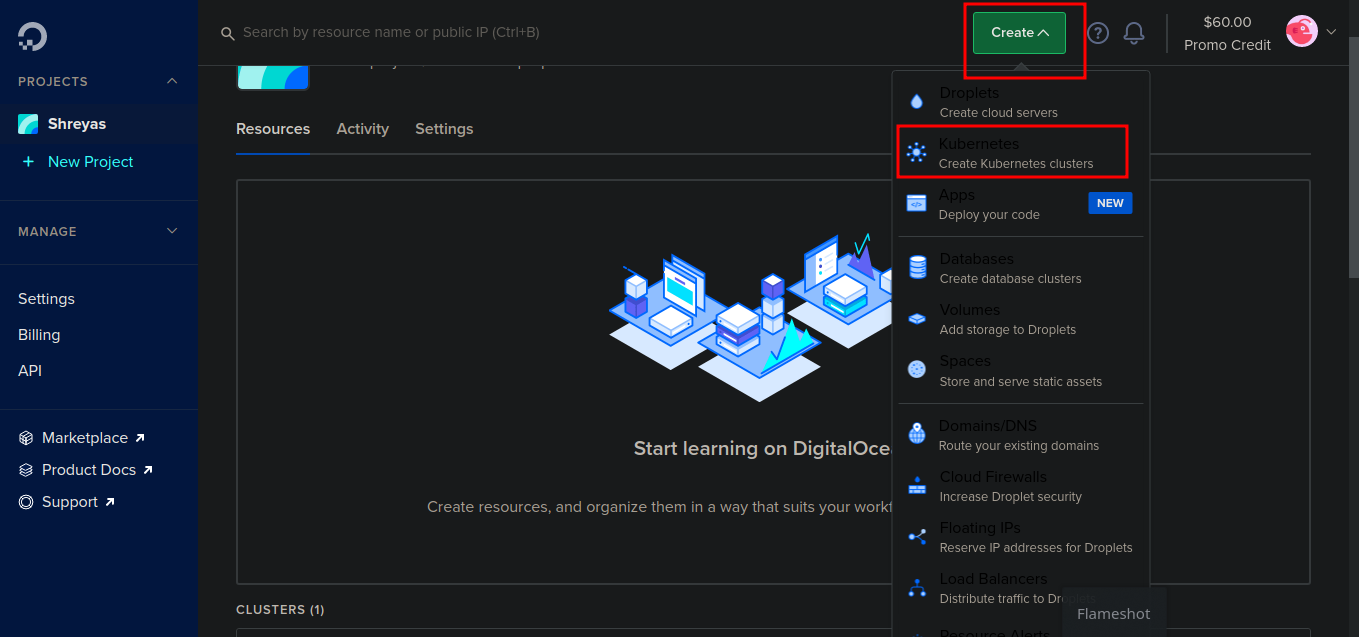 Search by resource name or public IP (Ctrl+B)
Create
?
$60.00
Promo Credit
PROJECTS
Shreyas
+ New Project
MANAGE
Settings
Billing
API
Marketplace
Product Docs
Support
Resources
Activity
Settings
Start learning on DigitalOcea
Create resources, and organize them in a way that suits your workf
CLUSTERS (1)
Droplets
Create cloud servers
Kubernetes
Create Kubernetes clusters
Apps
Deploy your code
NEW
Databases
Create database clusters
Volumes
Add storage to Droplets
Spaces
Store and serve static assets
Domains/DNS
Route your existing domains
Cloud Firewalls
Increase Droplet security
Floating IPs
Reserve IP addresses for Droplets
Load Balancers
Distribute traffic to Droplets
Resource Alerts
Flameshot